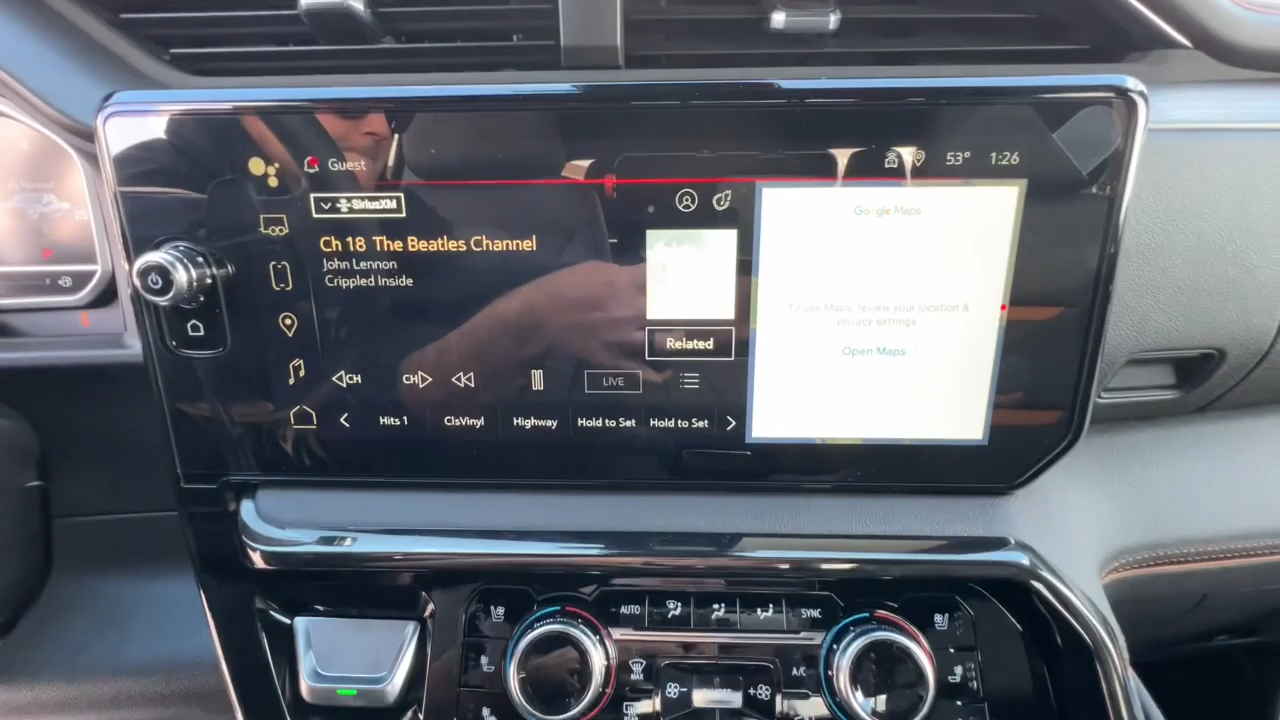 Guest
53° 1:26
SiriusXM
Ch 18 The Beatles Channel
John Lennon
Crippled Inside
Related
CH
CH
LIVE
Hits 1
ClsVinyl
Highway
Hold to Set
Hold to Set
Google Maps
To use Maps, review your location &
privacy settings
Open Maps
AUTO
SYNC
MAX
A/C